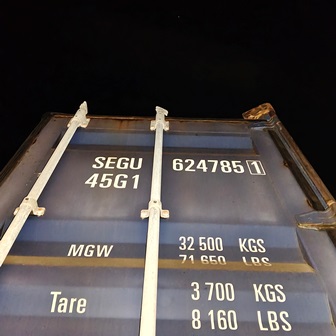 SEGU 624785 1
45G1
MGW 32 500 KGS
71 650 LBS
Tare 3 700 KGS
8 160 LBS